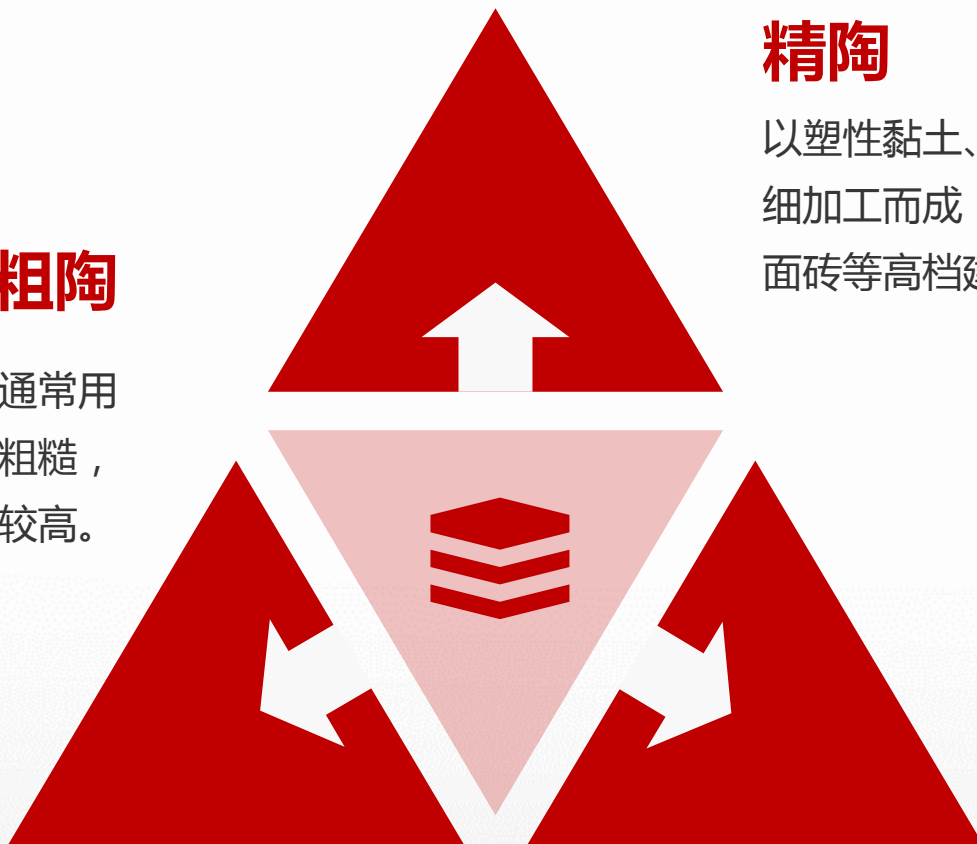 粗陶
通常用
粗糙，
较高。
精陶
以塑性黏土、
细加工而成
面砖等高档